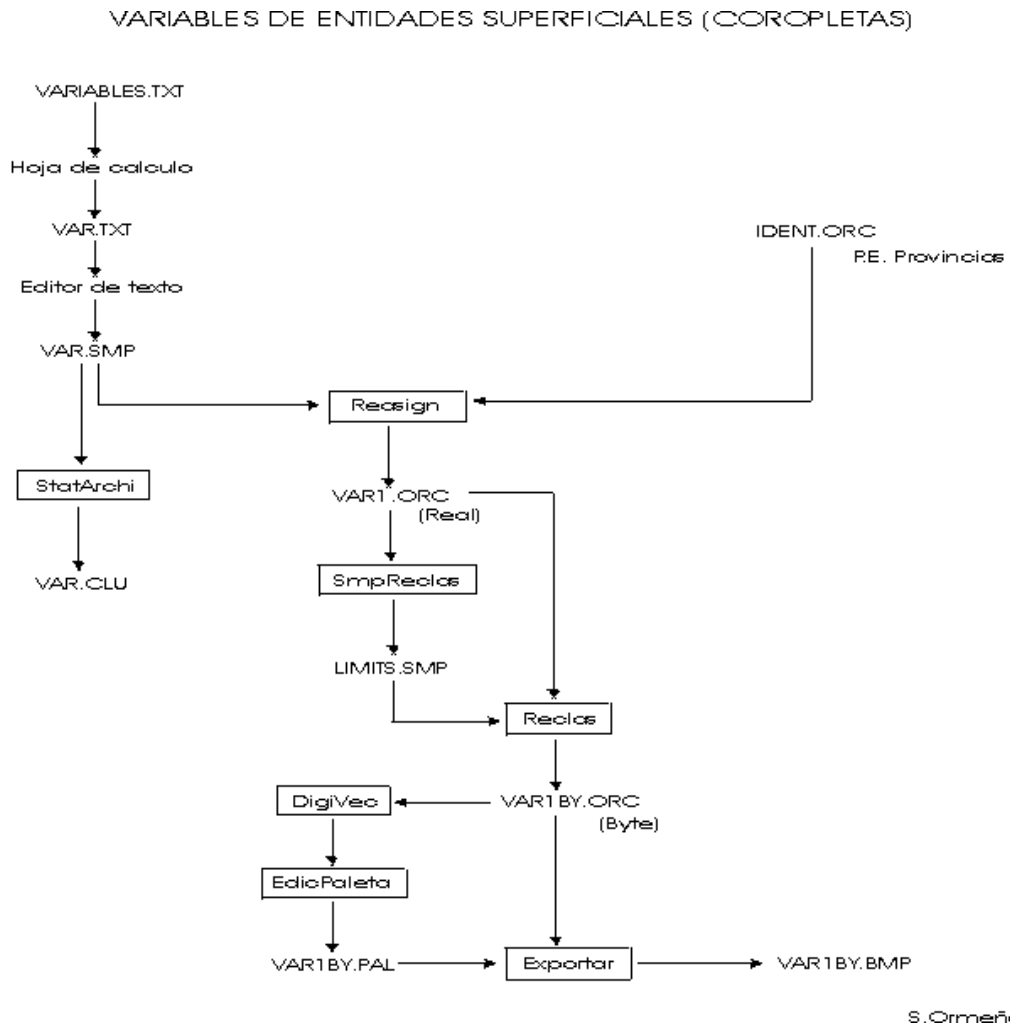 VARIABLES DE ENTIDADES SUPERFICIALES (COROPLETAS)
VARIABLES.TXT
Hoja de calculo
VAR.TXT
IDENT.ORC
P.E. Provincias
Editor de texto
VAR.SMP
Reasign
StatArchi
VAR1.ORC
(Real)
VAR.CLU
SmpReclas
LIMITS.SMP
Reclas
DigiVec
VAR1BY.ORC
(Byte)
EdicPaleta
VAR1BY.PAL
Exportar
VAR1BY.BMP
S.Ormeñ